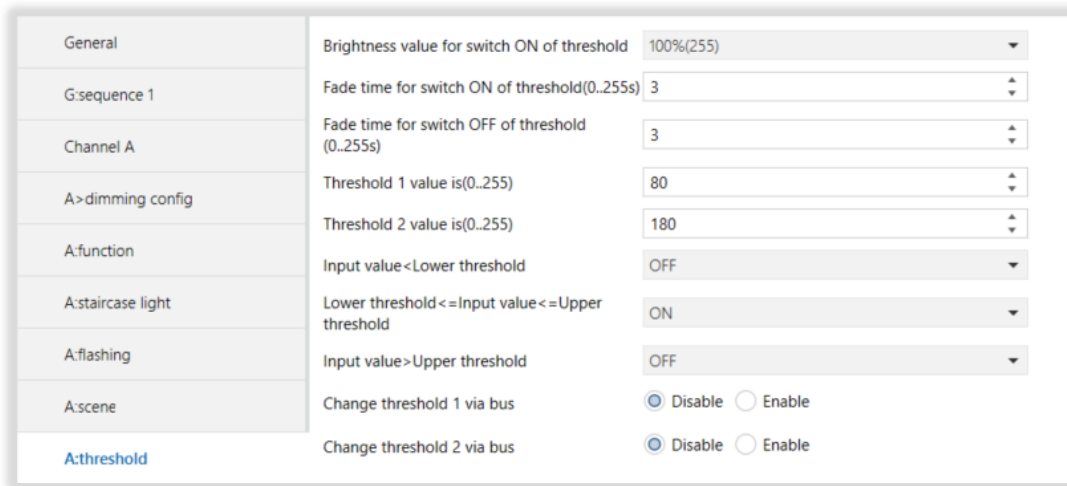 General
G:sequence 1
Channel A
A>dimming config
A:function
A:staircase light
A:flashing
A:scene
A:threshold
Brightness value for switch ON of threshold 100%(255)
Fade time for switch ON of threshold(0..255s) 3
Fade time for switch OFF of threshold
(0..255s) 3
Threshold 1 value is(0..255) 80
Threshold 2 value is(0..255) 180
Input value<Lower threshold OFF
Lower threshold<=Input value<=Upper
threshold ON
Input value>Upper threshold OFF
Change threshold 1 via bus Disable Enable
Change threshold 2 via bus Disable Enable